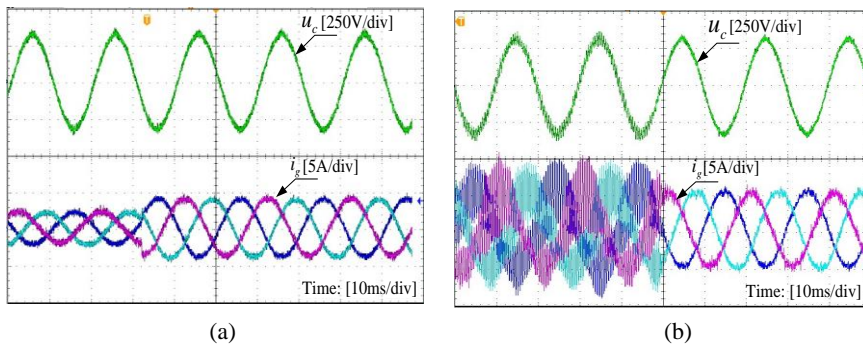 u_c [250V/div]
i_g [5A/div]
Time: [10ms/div]
(a)
u_c [250V/div]
i_g [5A/div]
Time: [10ms/div]
(b)